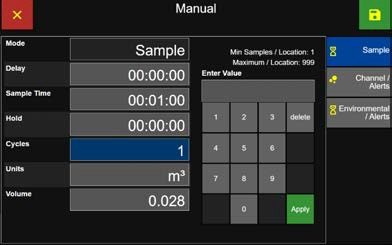 Manual
Mode
Sample
Delay
00:00:00
Sample Time
00:01:00
Hold
00:00:00
Cycles
1
Units
m³
Volume
0.028
Min Samples / Location: 1
Maximum / Location: 999
Enter Value
1 2 3 delete
4 5 6
7 8 9
0 Apply
Sample
Channel /
Alerts
Environmental
/ Alerts